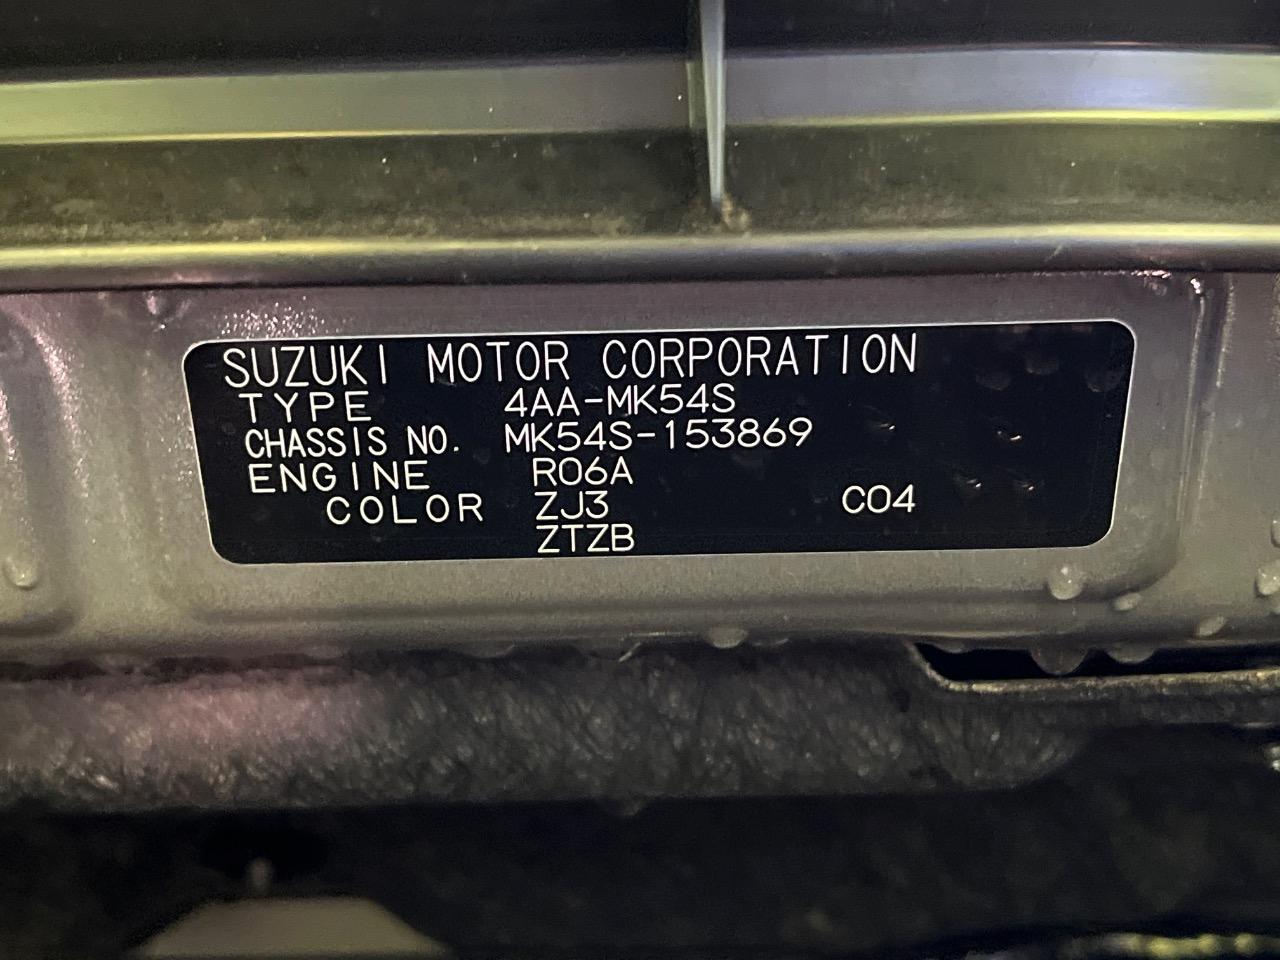 SUZUKI MOTOR CORPORATION
TYPE 4AA-MK54S
CHASSIS NO. MK54S-153869
ENGINE R06A
COLOR ZJ3 C04
ZTZB